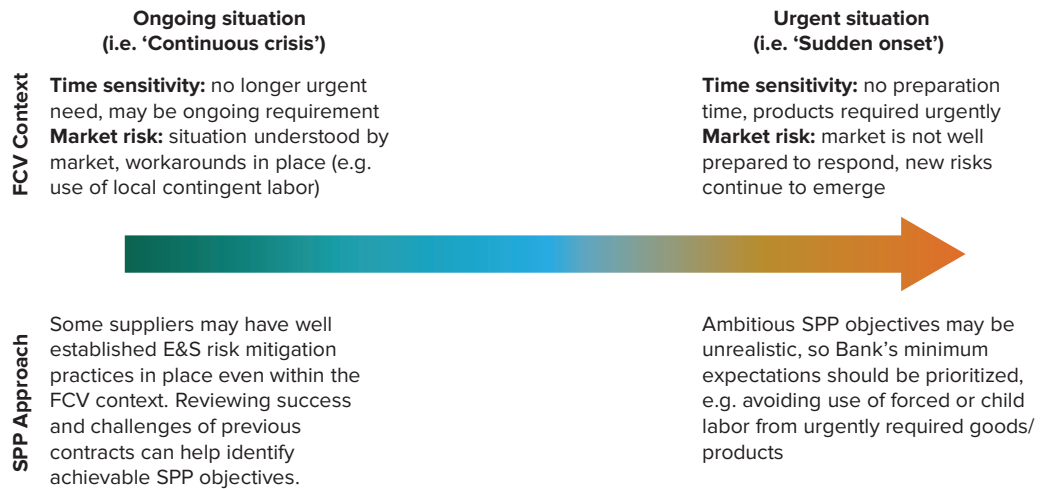 Ongoing situation
(i.e. ‘Continuous crisis’)
Urgent situation
(i.e. ‘Sudden onset’)
FCV Context
Time sensitivity: no longer urgent
need, may be ongoing requirement
Market risk: situation understood by
market, workarounds in place (e.g.
use of local contingent labor)
Time sensitivity: no preparation
time, products required urgently
Market risk: market is not well
prepared to respond, new risks
continue to emerge
SPP Approach
Some suppliers may have well
established E&S risk mitigation
practices in place even within the
FCV context. Reviewing success
and challenges of previous
contracts can help identify
achievable SPP objectives.
Ambitious SPP objectives may be
unrealistic, so Bank’s minimum
expectations should be prioritized,
e.g. avoiding use of forced or child
labor from urgently required goods/
products